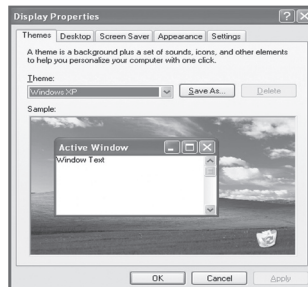 Display Properties
Themes Desktop Screen Saver Appearance Settings
A theme is a background plus a set of sounds, icons, and other elements
to help you personalize your computer with one click.
Theme:
Windows XP Save As... Delete
Sample:
Active Window
Window Text
OK Cancel Apply